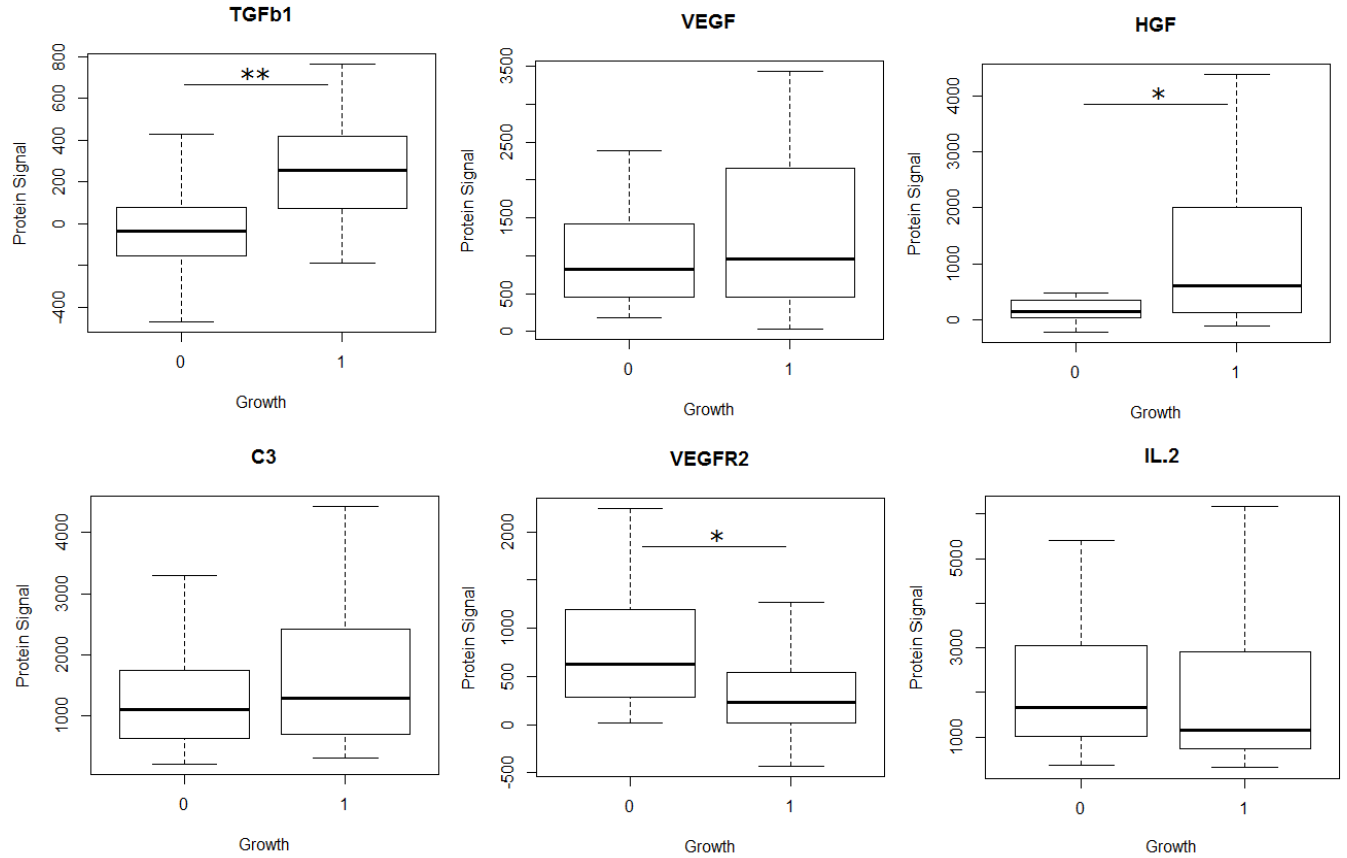 TGFb1
**
Protein Signal
800
600
400
200
0
-400
0 1
Growth
VEGF
Protein Signal
3500
2500
1500
500
0
0 1
Growth
HGF
*
Protein Signal
4000
3000
2000
1000
0
0 1
Growth
C3
Protein Signal
4000
3000
2000
1000
0 1
Growth
VEGFR2
*
Protein Signal
2000
1000
500
0
-500
0 1
Growth
IL.2
Protein Signal
5000
3000
1000
0 1
Growth